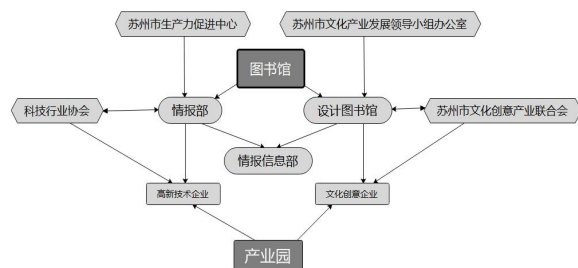 苏州市生产力促进中心
苏州市文化产业发展领导小组办公室
图书馆
科技行业协会
情报部
设计图书馆
苏州市文化创意产业联合会
情报信息部
高新技术企业
文化创意企业
产业园